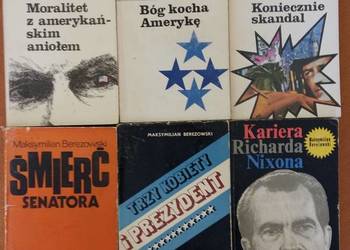 Moralitet
z amerykań-
skim
aniołem
Bóg kocha
Amerykę
Koniecznie
skandal
Maksymilian Berezowski
ŚMIERĆ
SENATORA
MAKSYMILIAN BEREZOWSKI
TRZY KOBIETY
I PREZYDENT
Kariera
Richarda
Nixona
Maksymilian
Berezowski